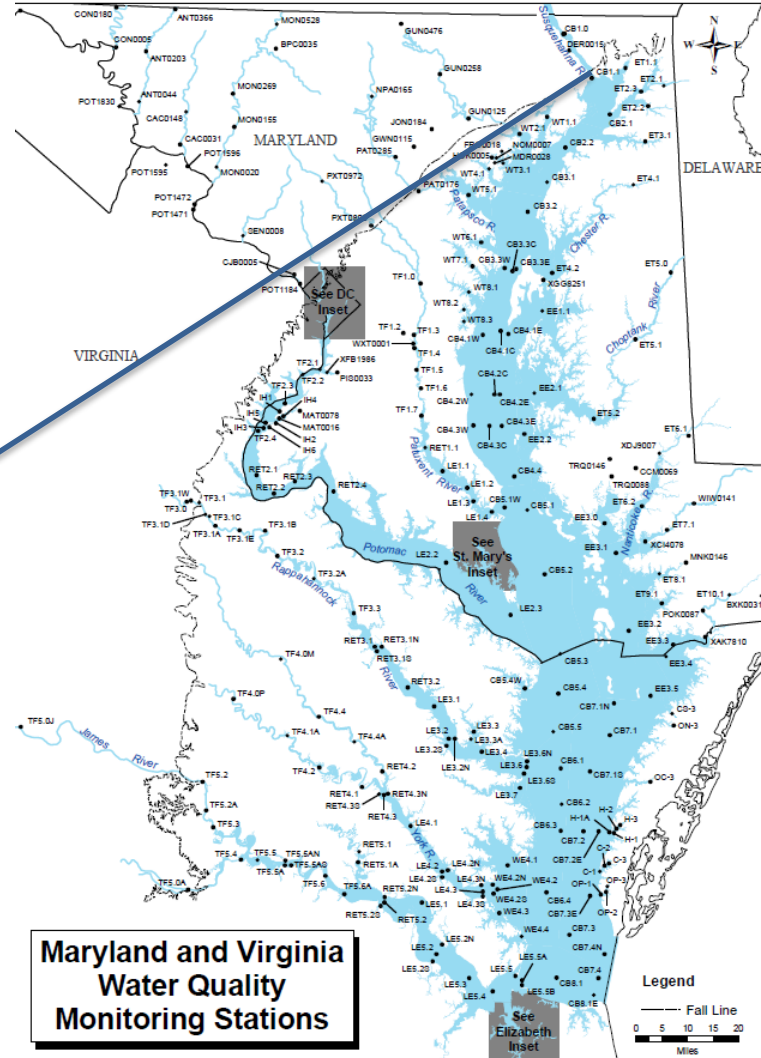 CON0180
ANT0366
MON0528
GUN0476
CB1.0
N
CON0005
DER0015
W
E
ANT0203
BPC0035
Susquehanna R.
S
GUN0258
CB1.1
ET1.1
ET2.1
MON0269
NPA0165
ET2.3
POT1830
ANT0044
CAC0148
GUN0125
ET2.2
MON0155
JON0184
WT2.1
WT1.1
CB2.1
MARYLAND
CAC0031
GWN0115
NOM0007
CB2.2
ET3.1
POT1596
PAT0285
MDR0028
DELAWARE
POT1595
MON0020
WT4.1
WT3.1
PXT0972
PAT0176
WT5.1
CB3.1
ET4.1
POT1472
POT1471
CB3.2
Patapsco R.
Chester R.
SEN0008
WT6.1
CJB0005
WT7.1
CB3.3W
CB3.3C
CB3.3E
ET4.2
ET5.0
POT1184
TF1.0
XGG8251
See DC
Inset
WT8.1
WT8.2
EE1.1
Choptank
River
VIRGINIA
TF1.2
TF1.3
WT8.3
CB4.1W
CB4.1E
CB4.1C
WXT0001
TF1.4
ET5.1
XFB1986
TF2.1
TF2.2
PIS0033
TF1.5
TF2.3
TF1.6
CB4.2C
CB4.2W
CB4.2E
EE2.1
IH1
IH4
IH5
MAT0078
TF1.7
ET5.2
IH3
MAT0016
TF2.4
IH2
IH6
CB4.3W
CB4.3C
CB4.3E
EE2.2
ET6.1
RET1.1
XDJ9007
RET2.1
RET2.3
Patuxent River
LE1.1
CB4.4
TRQ0146
CCM0069
RET2.2
RET2.4
LE1.2
TRQ0088
TF3.1W
TF3.0
TF3.1
LE1.3
CB5.1W
CB5.1
ET6.2
WIW0141
TF3.1D
TF3.1C
LE1.4
EE3.0
Nanticoke R.
TF3.1A
TF3.1E
TF3.1B
See
St. Mary's
Inset
ET7.1
XCI4078
TF3.2
Potomac
River
LE2.2
EE3.1
MNK0146
Rappahannock
River
TF3.2A
CB5.2
ET8.1
ET9.1
ET10.1
BXK0031
TF3.3
LE2.3
POK0087
EE3.2
RET3.1
RET3.1N
EE3.3
XAK7810
RET3.1S
CB5.3
EE3.4
TF4.0M
RET3.2
CB5.4W
CB5.4
EE3.5
TF4.0P
LE3.1
CB7.1N
TF5.0J
TF4.4
CS-3
James
River
TF4.1A
TF4.4A
LE3.2
LE3.3
LE3.3A
CB5.5
CB7.1
ON-3
LE3.2S
LE3.2N
LE3.4
TF4.2
RET4.2
LE3.6N
LE3.6
CB6.1
TF5.2
RET4.1
RET4.3N
LE3.6S
CB7.1S
OC-3
RET4.3S
LE3.7
TF5.2A
RET4.3
CB6.2
TF5.3
LE4.1
CB6.3
H-1A
H-2
H-3
CB7.2
H-1
York R.
RET5.1
CB7.2E
C-2
TF5.4
TF5.5
TF5.5AN
RET5.1A
WE4.1
C-3
TF5.5A
LE4.2
LE4.2N
C-1
TF5.6
LE4.2S
LE4.3N
WE4.2N
WE4.2
OP-1
OP-3
TF5.0A
TF5.6A
RET5.2N
LE4.3
CB6.4
LE5.1
LE4.3S
WE4.2S
CB7.3E
OP-2
RET5.2S
RET5.2
WE4.3
WE4.4
CB7.3
LE5.2N
LE5.2
CB7.4N
LE5.2S
LE5.5A
LE5.3
LE5.5
CB8.1
CB7.4
LE5.4
LE5.5B
CB8.1E
See
Elizabeth
Inset
Maryland and Virginia
Water Quality
Monitoring Stations
Legend
Fall Line
0 5 10 20
Miles